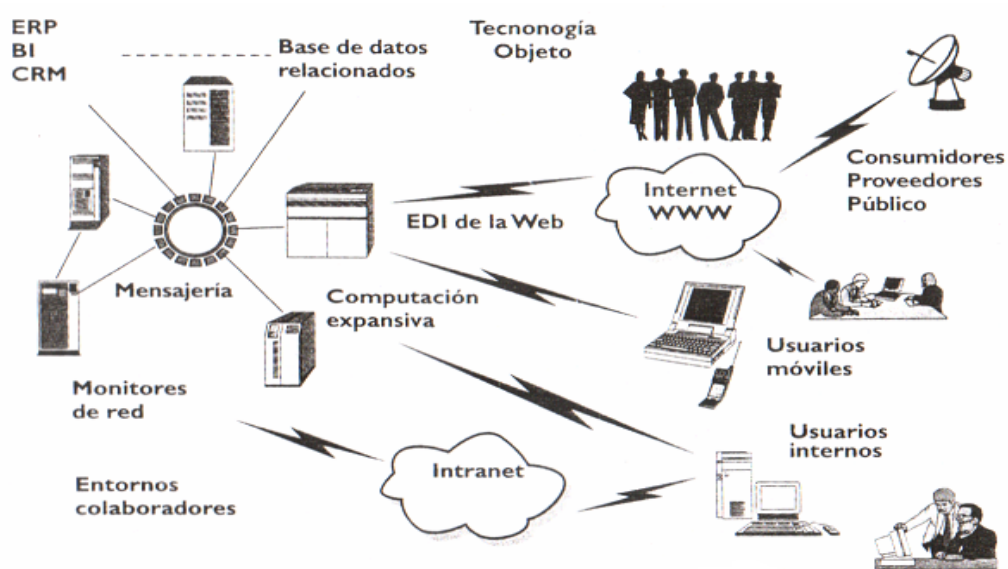 ERP
BI
CRM
Base de datos
relacionados
Tecnonogía
Objeto
Internet
WWW
Consumidores
Proveedores
Público
EDI de la Web
Mensajería
Computación
expansiva
Usuarios
móviles
Monitores
de red
Usuarios
internos
Intranet
Entornos
colaboradores